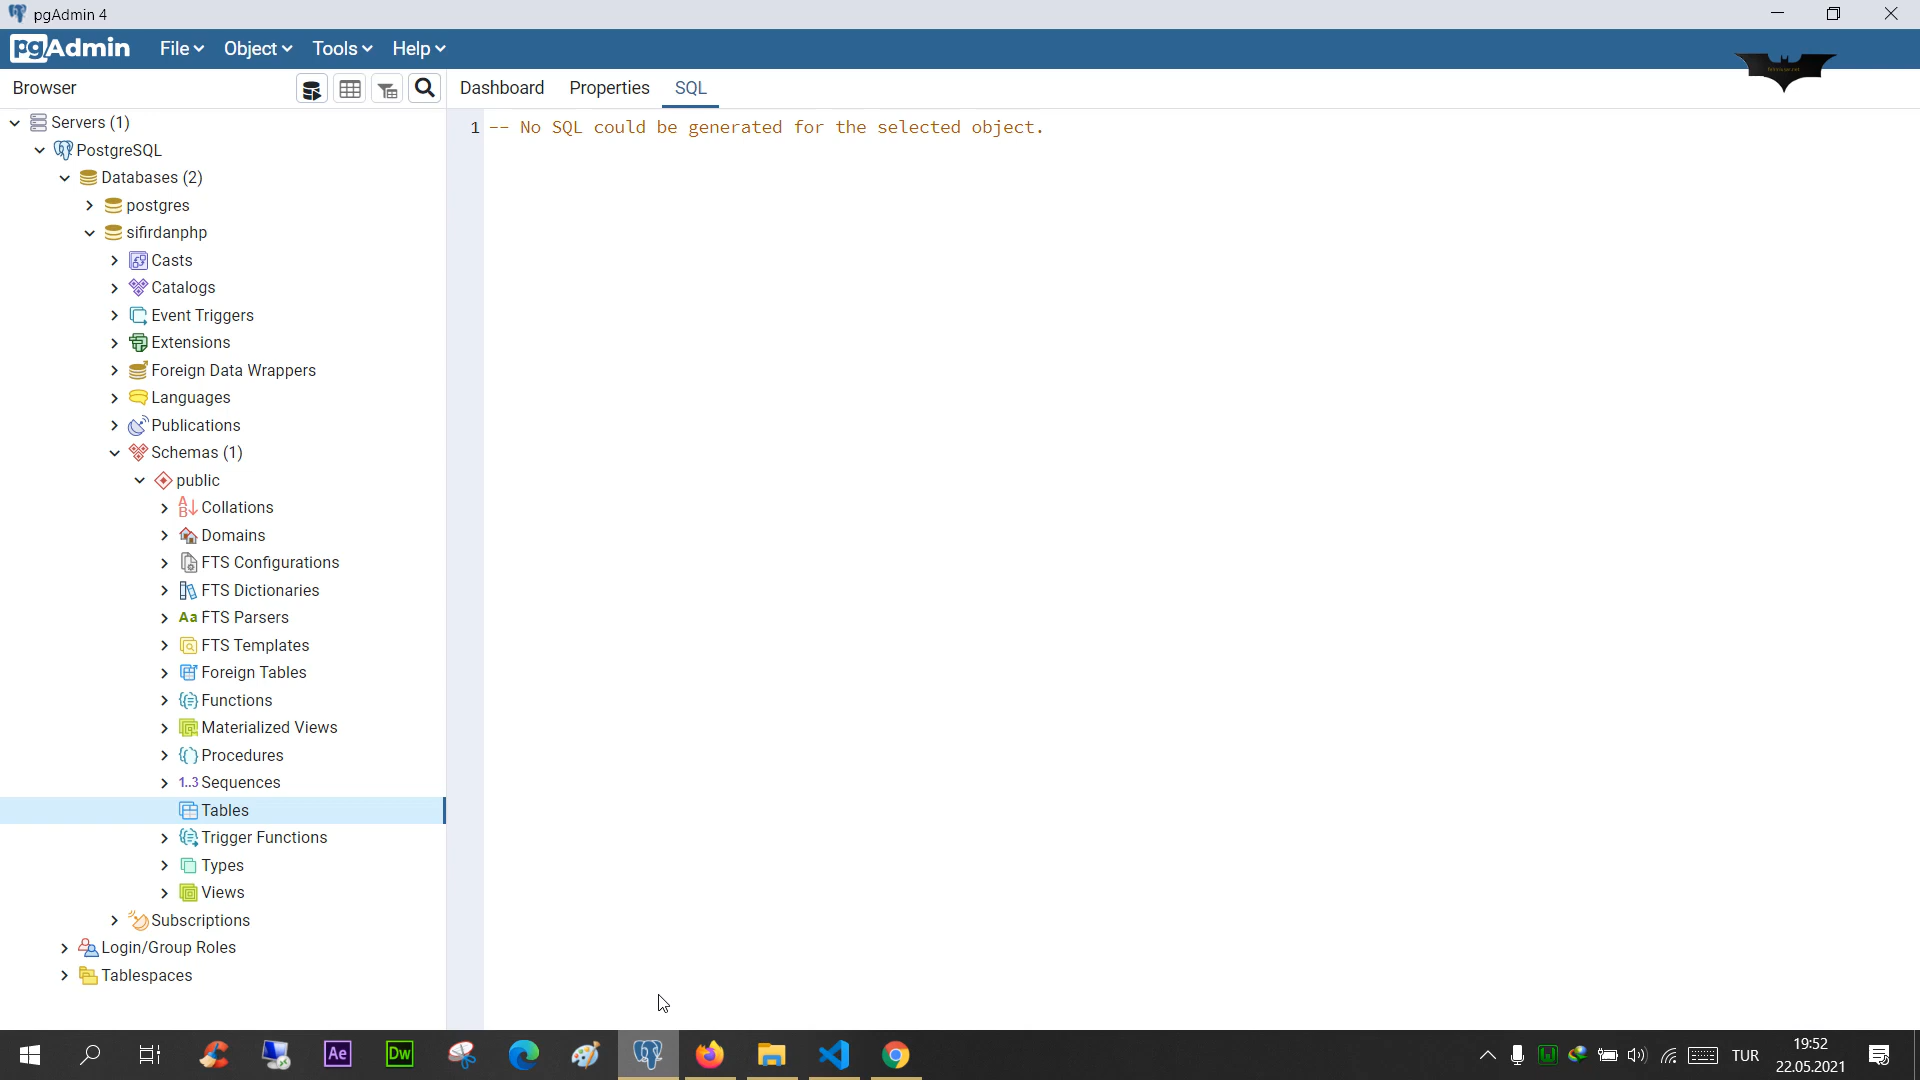 pgAdmin 4
pgAdmin File Object Tools Help
Browser Dashboard Properties SQL
Servers (1)
1 -- No SQL could be generated for the selected object.
PostgreSQL
Databases (2)
postgres
sifirdanphp
Casts
Catalogs
Event Triggers
Extensions
Foreign Data Wrappers
Languages
Publications
Schemas (1)
public
Collations
Domains
FTS Configurations
FTS Dictionaries
Aa FTS Parsers
FTS Templates
Foreign Tables
Functions
Materialized Views
Procedures
1..3 Sequences
Tables
Trigger Functions
Types
Views
Subscriptions
Login/Group Roles
Tablespaces
Ae Dw TUR 19:52
22.05.2021